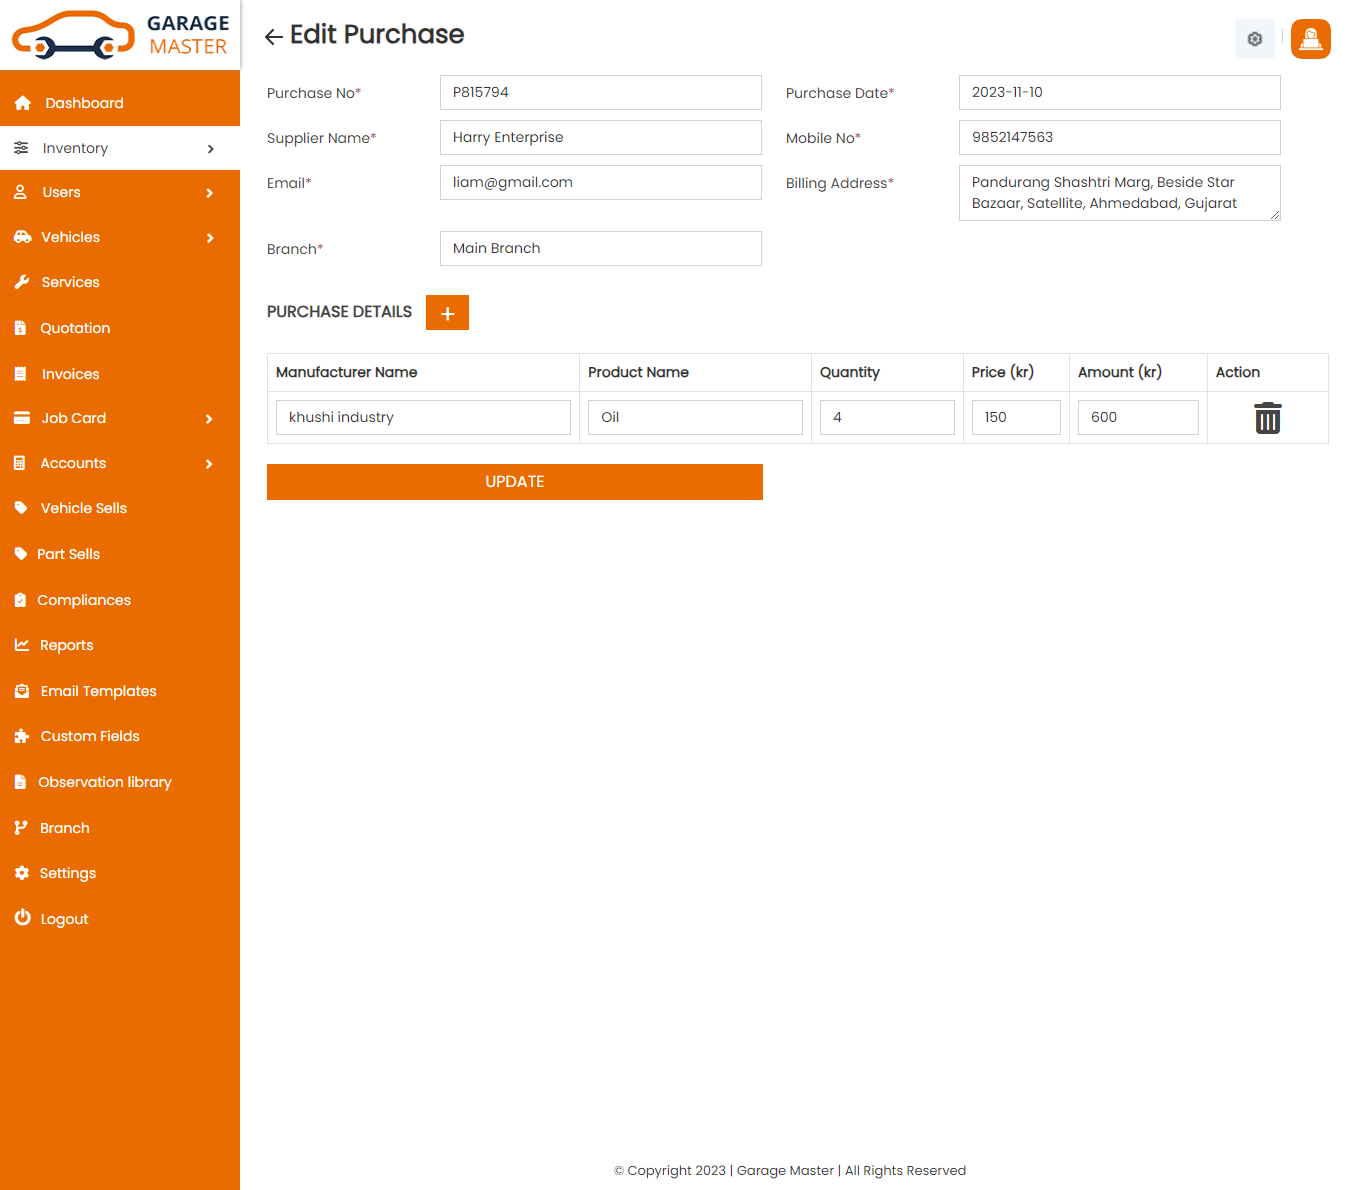 GARAGE
MASTER
Dashboard
Inventory
Users
Vehicles
Services
Quotation
Invoices
Job Card
Accounts
Vehicle Sells
Part Sells
Compliances
Reports
Email Templates
Custom Fields
Observation library
Branch
Settings
Logout
Edit Purchase
Purchase No* P815794 Purchase Date* 2023-11-10
Supplier Name* Harry Enterprise Mobile No* 9852147563
Email* liam@gmail.com Billing Address* Pandurang Shashtri Marg, Beside Star
Bazaar, Satellite, Ahmedabad, Gujarat
Branch* Main Branch
PURCHASE DETAILS +
Manufacturer Name Product Name Quantity Price (kr) Amount (kr) Action
khushi industry Oil 4 150 600
UPDATE
© Copyright 2023 | Garage Master | All Rights Reserved